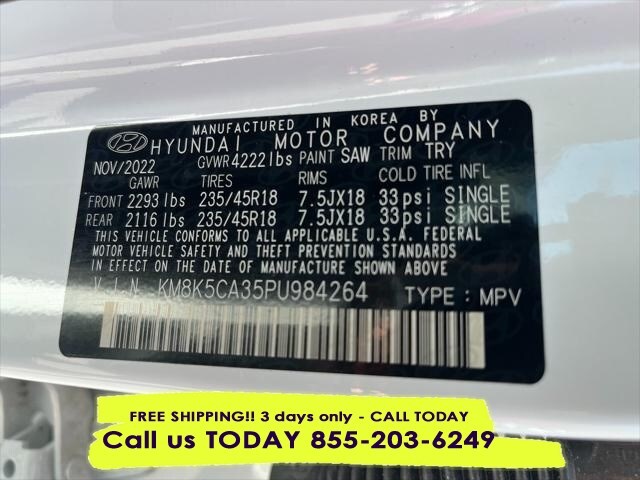 MANUFACTURED IN KOREA BY
HYUNDAI MOTOR COMPANY
NOV/2022 GVWR 4222lbs PAINT SAW TRIM TRY
GAWR TIRES RIMS COLD TIRE INFL
FRONT 2293 lbs 235/45R18 7.5JX18 33psi SINGLE
REAR 2116 lbs 235/45R18 7.5JX18 33psi SINGLE
THIS VEHICLE CONFORMS TO ALL APPLICABLE U.S.A. FEDERAL
MOTOR VEHICLE SAFETY AND THEFT PREVENTION STANDARDS
IN EFFECT ON THE DATE OF MANUFACTURE SHOWN ABOVE.
V.I.N. KM8K5CA35PU984264 TYPE : MPV
FREE SHIPPING!! 3 days only - CALL TODAY
Call us TODAY 855-203-6249